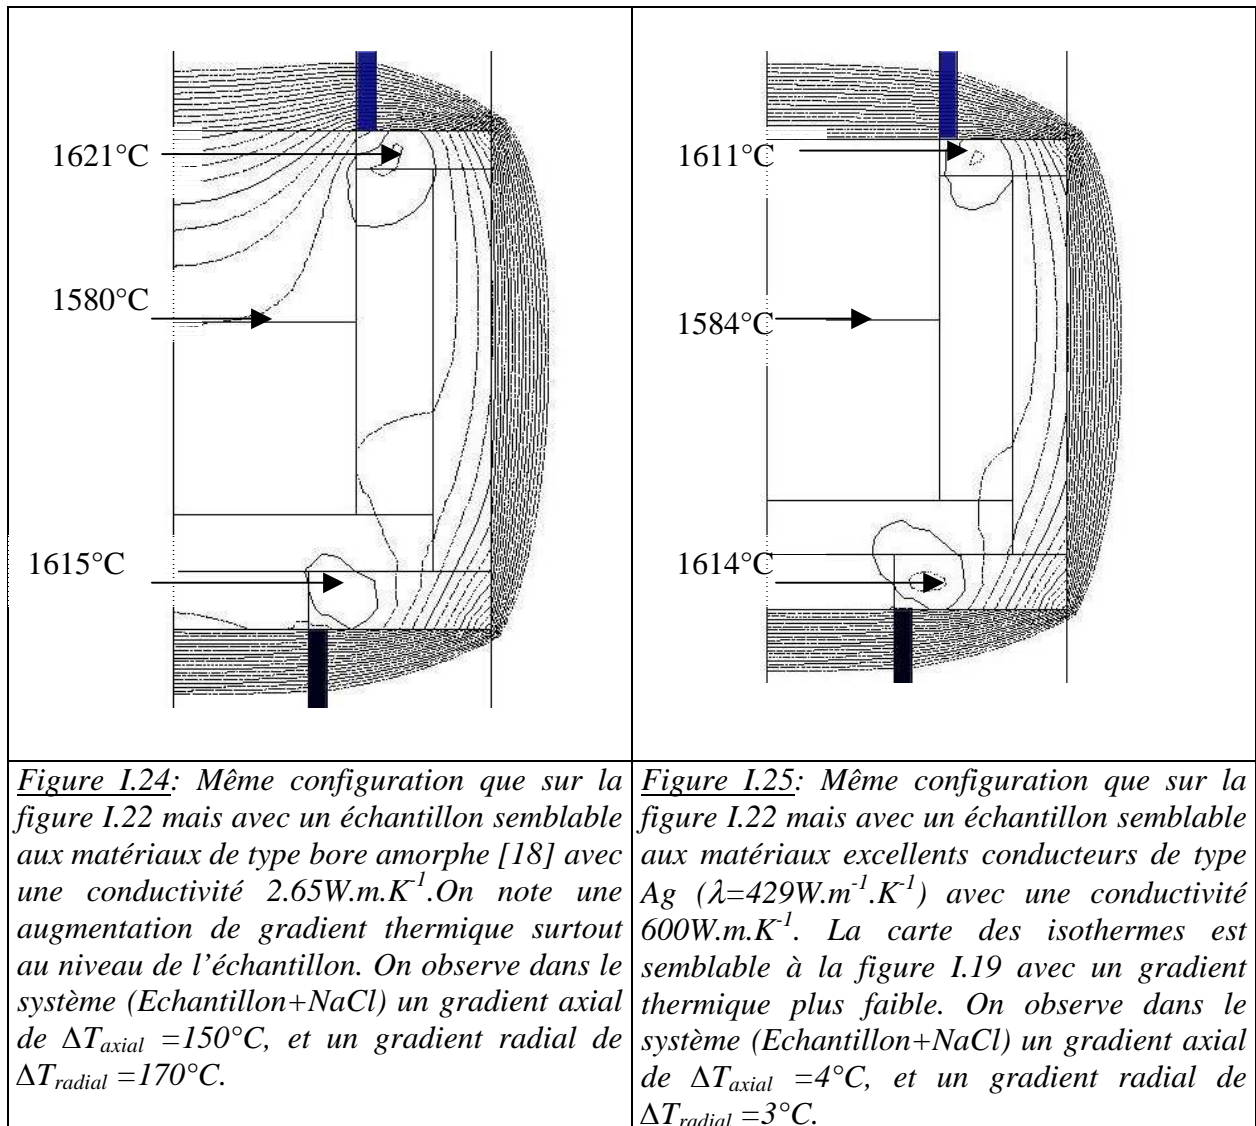 1621°C
1580°C
1615°C
1611°C
1584°C
1614°C
Figure I.24: Même configuration que sur la
figure I.22 mais avec un échantillon semblable
aux matériaux de type bore amorphe [18] avec
une conductivité 2.65W.m.K-1.On note une
augmentation de gradient thermique surtout
au niveau de l’échantillon. On observe dans le
système (Echantillon+NaCl) un gradient axial
de ΔTaxial =150°C, et un gradient radial de
ΔTradial =170°C.
Figure I.25: Même configuration que sur la
figure I.22 mais avec un échantillon semblable
aux matériaux excellents conducteurs de type
Ag (λ=429W.m-1.K-1) avec une conductivité
600W.m.K-1. La carte des isothermes est
semblable à la figure I.19 avec un gradient
thermique plus faible. On observe dans le
système (Echantillon+NaCl) un gradient axial
de ΔTaxial =4°C, et un gradient radial de
ΔTradial =3°C.